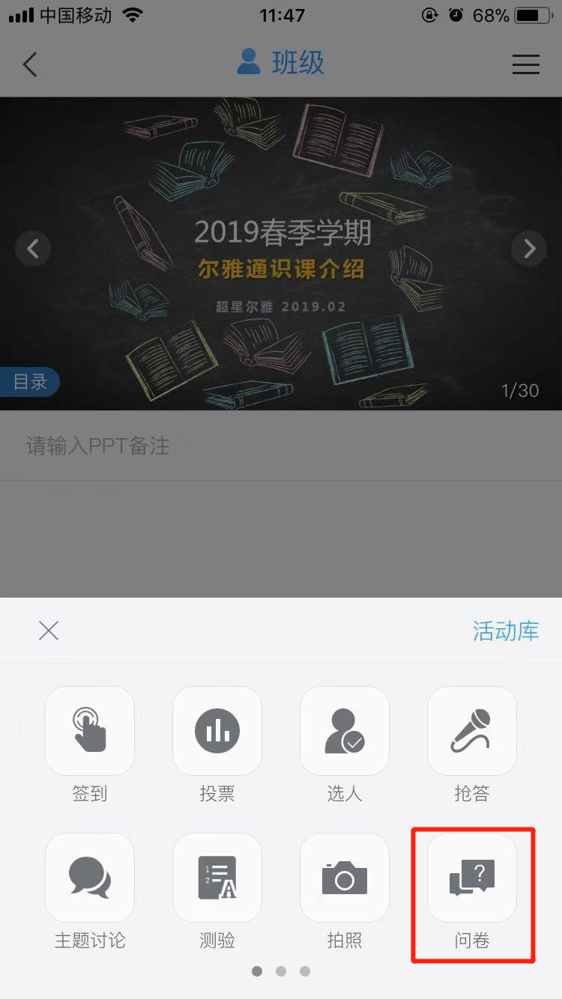 中国移动 11:47 68%
班级
2019春季学期
尔雅通识课介绍
超星尔雅 2019.02
目录
1/30
请输入PPT备注
活动库
签到 投票 选人 抢答
主题讨论 测验 拍照 问卷